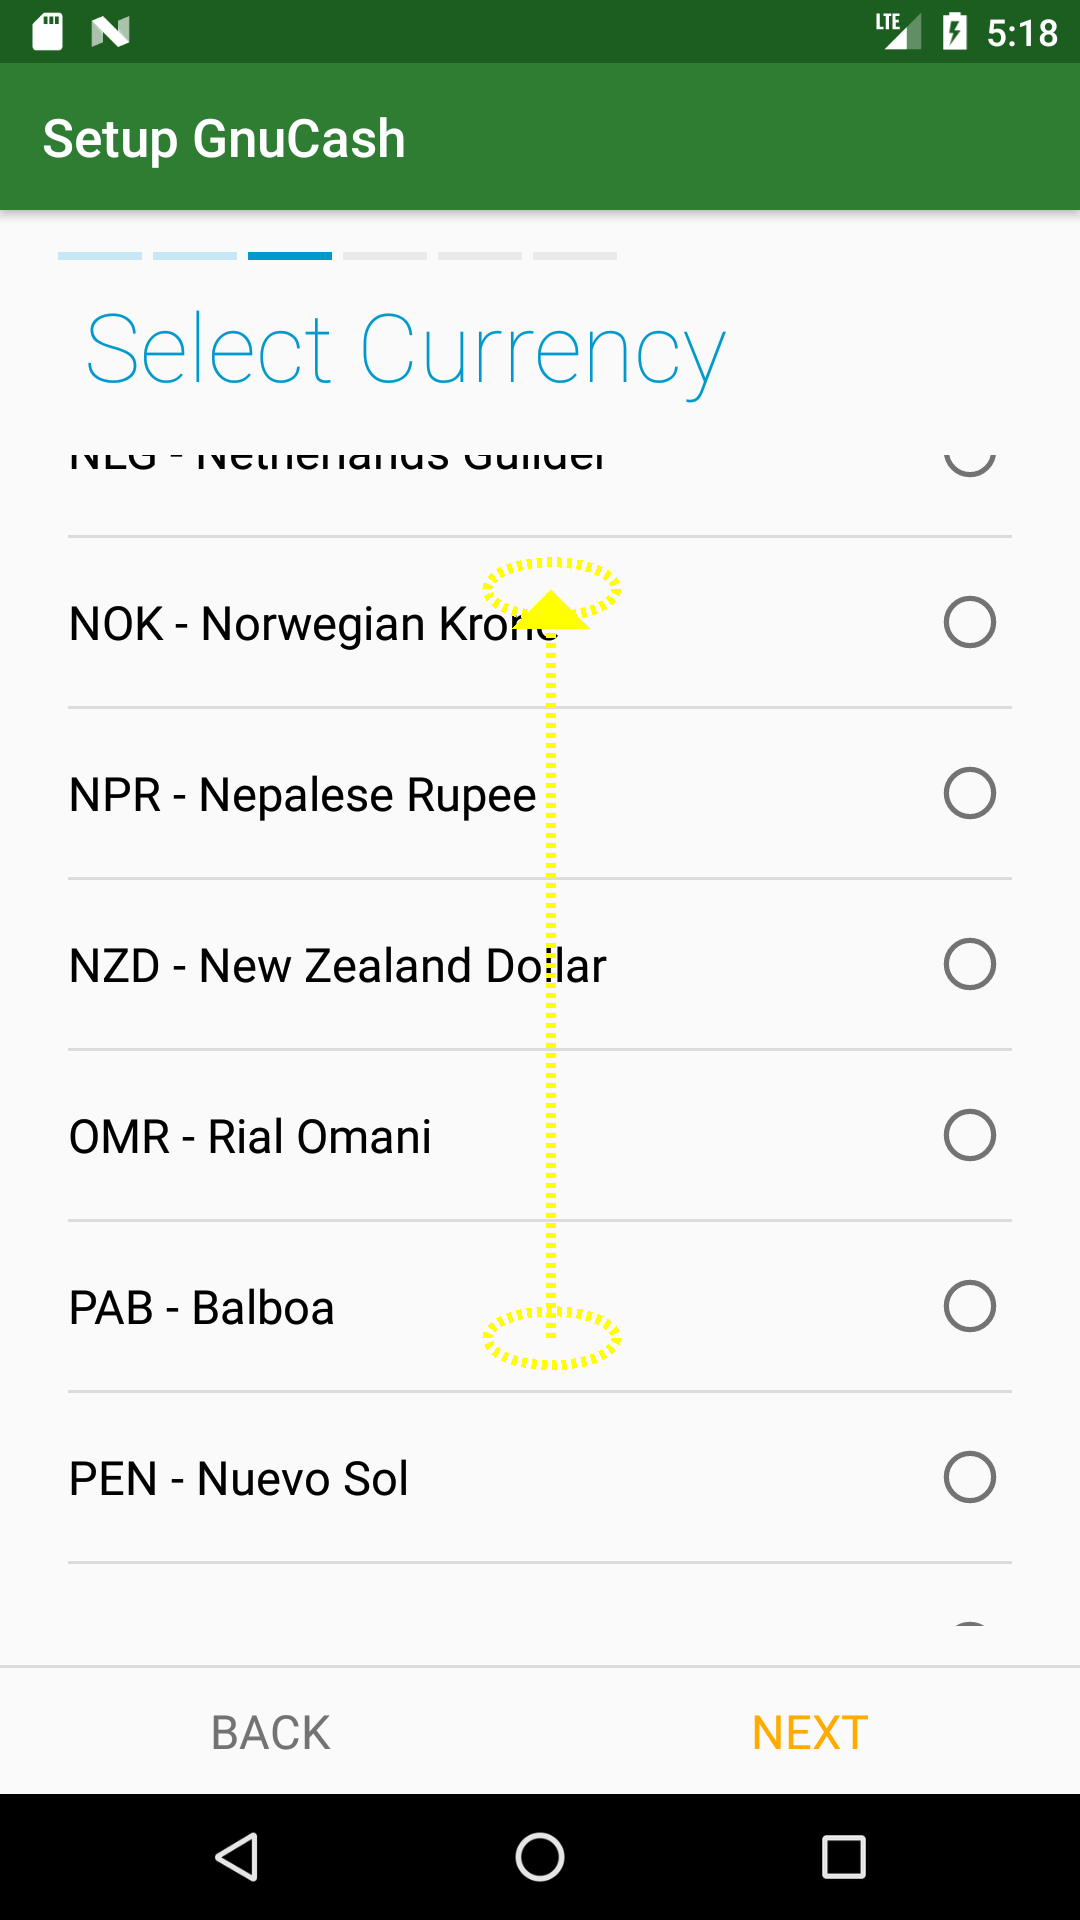 LTE 5:18
Setup GnuCash
Select Currency
NLG - Netherlands Guilder
NOK - Norwegian Krone
NPR - Nepalese Rupee
NZD - New Zealand Dollar
OMR - Rial Omani
PAB - Balboa
PEN - Nuevo Sol
BACK NEXT